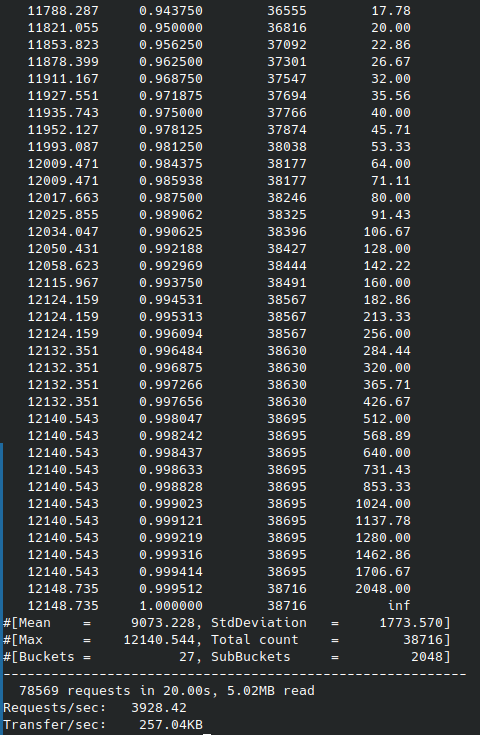 11788.287 0.943750 36555 17.78
11821.055 0.950000 36816 20.00
11853.823 0.956250 37092 22.86
11878.399 0.962500 37301 26.67
11911.167 0.968750 37547 32.00
11927.551 0.971875 37694 35.56
11935.743 0.975000 37766 40.00
11952.127 0.978125 37874 45.71
11993.087 0.981250 38038 53.33
12009.471 0.984375 38177 64.00
12009.471 0.985938 38177 71.11
12017.663 0.987500 38246 80.00
12025.855 0.989062 38325 91.43
12034.047 0.990625 38396 106.67
12050.431 0.992188 38427 128.00
12058.623 0.992969 38444 142.22
12115.967 0.993750 38491 160.00
12124.159 0.994531 38567 182.86
12124.159 0.995313 38567 213.33
12124.159 0.996094 38567 256.00
12132.351 0.996484 38630 284.44
12132.351 0.996875 38630 320.00
12132.351 0.997266 38630 365.71
12132.351 0.997656 38630 426.67
12140.543 0.998047 38695 512.00
12140.543 0.998242 38695 568.89
12140.543 0.998437 38695 640.00
12140.543 0.998633 38695 731.43
12140.543 0.998828 38695 853.33
12140.543 0.999023 38695 1024.00
12140.543 0.999121 38695 1137.78
12140.543 0.999219 38695 1280.00
12140.543 0.999316 38695 1462.86
12140.543 0.999414 38695 1706.67
12148.735 0.999512 38716 2048.00
12148.735 1.000000 38716 inf
#[Mean = 9073.228, StdDeviation = 1773.570]
#[Max = 12140.544, Total count = 38716]
#[Buckets = 27, SubBuckets = 2048]
----------------------------------------------------------
78569 requests in 20.00s, 5.02MB read
Requests/sec: 3928.42
Transfer/sec: 257.04KB